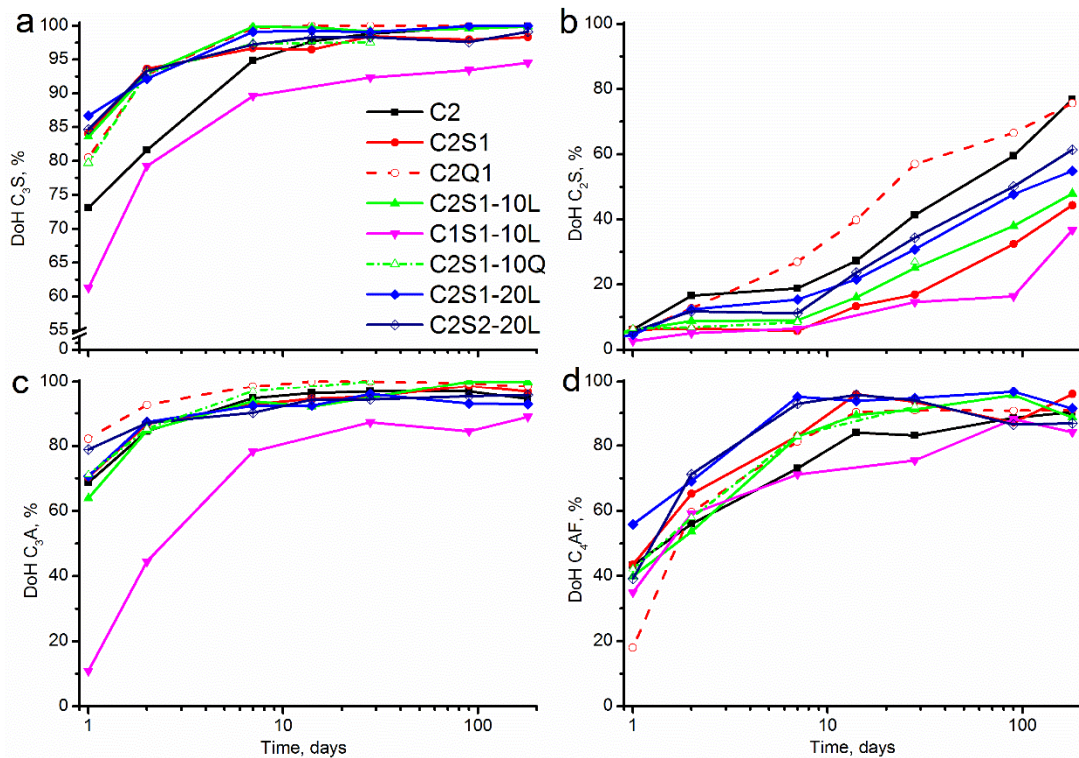 a
DoH C₃S, %
100
95
90
85
80
75
70
65
60
55
0
C2
C2S1
C2Q1
C2S1-10L
C1S1-10L
C2S1-10Q
C2S1-20L
C2S2-20L
b
DoH C₂S, %
100
80
60
40
20
0
c
DoH C₃A, %
100
80
60
40
20
0
1
10
100
Time, days
d
DoH C₄AF, %
100
80
60
40
20
0
1
10
100
Time, days